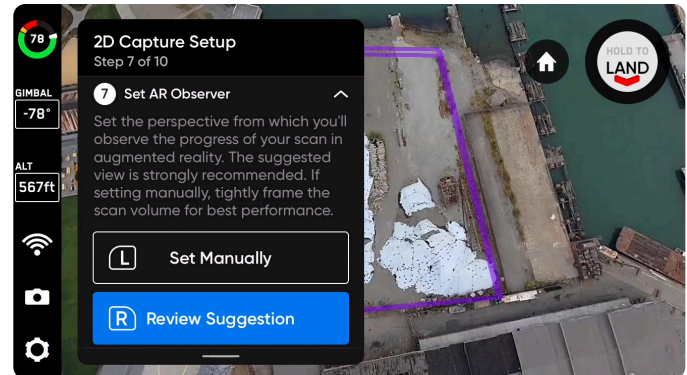 78
GIMBAL
-78°
ALT
567ft
2D Capture Setup
Step 7 of 10
7 Set AR Observer
Set the perspective from which you'll
observe the progress of your scan in
augmented reality. The suggested
view is strongly recommended. If
setting manually, tightly frame the
scan volume for best performance.
L Set Manually
R Review Suggestion
HOLD TO
LAND